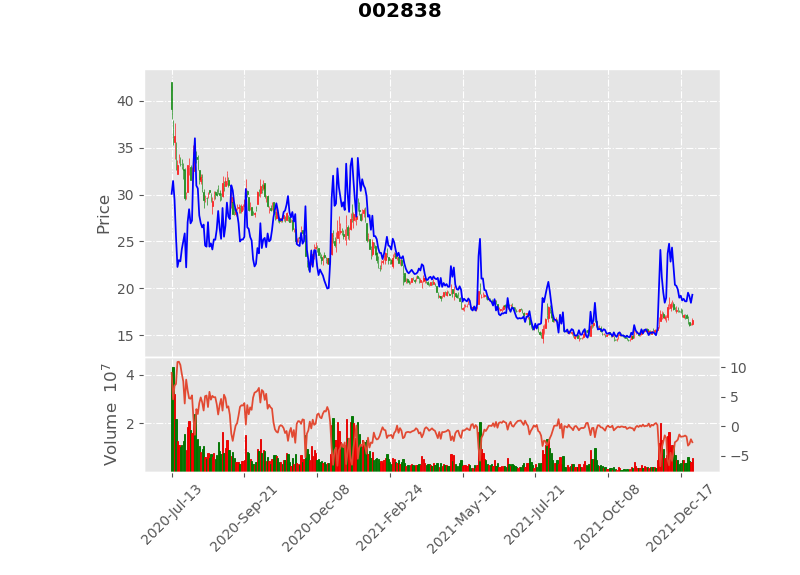 002838
Price
40
35
30
25
20
15
Volume 10^7
4
2
10
5
0
−5
2020-Jul-13
2020-Sep-21
2020-Dec-08
2021-Feb-24
2021-May-11
2021-Jul-21
2021-Oct-08
2021-Dec-17